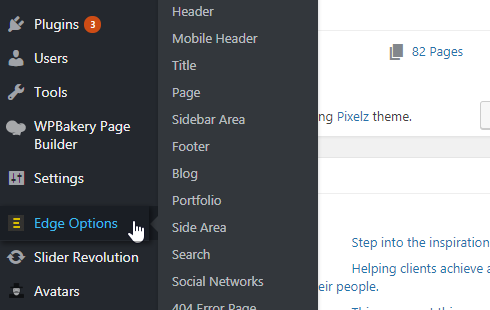 Plugins 3
Users
Tools
WPBakery Page
Builder
Settings
Edge Options
Slider Revolution
Avatars
Header
Mobile Header
Title
Page
Sidebar Area
Footer
Blog
Portfolio
Side Area
Search
Social Networks
404 Error Page
82 Pages
ng Pixelz theme.
Step into the inspiration
Helping clients achieve a
eir people.